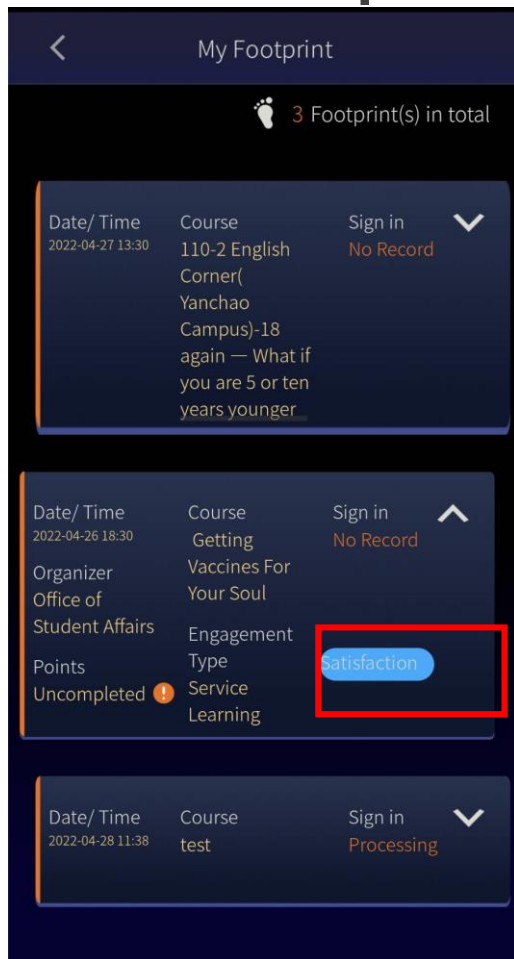 My Footprint
3 Footprint(s) in total
Date/ Time
2022-04-27 13:30
Course
110-2 English
Corner(
Yanchao
Campus)-18
again — What if
you are 5 or ten
years younger
Sign in
No Record
Date/ Time
2022-04-26 18:30
Organizer
Office of
Student Affairs
Points
Uncompleted
Course
Getting
Vaccines For
Your Soul
Engagement
Type
Service
Learning
Sign in
No Record
Satisfaction
Date/ Time
2022-04-28 11:38
Course
test
Sign in
Processing